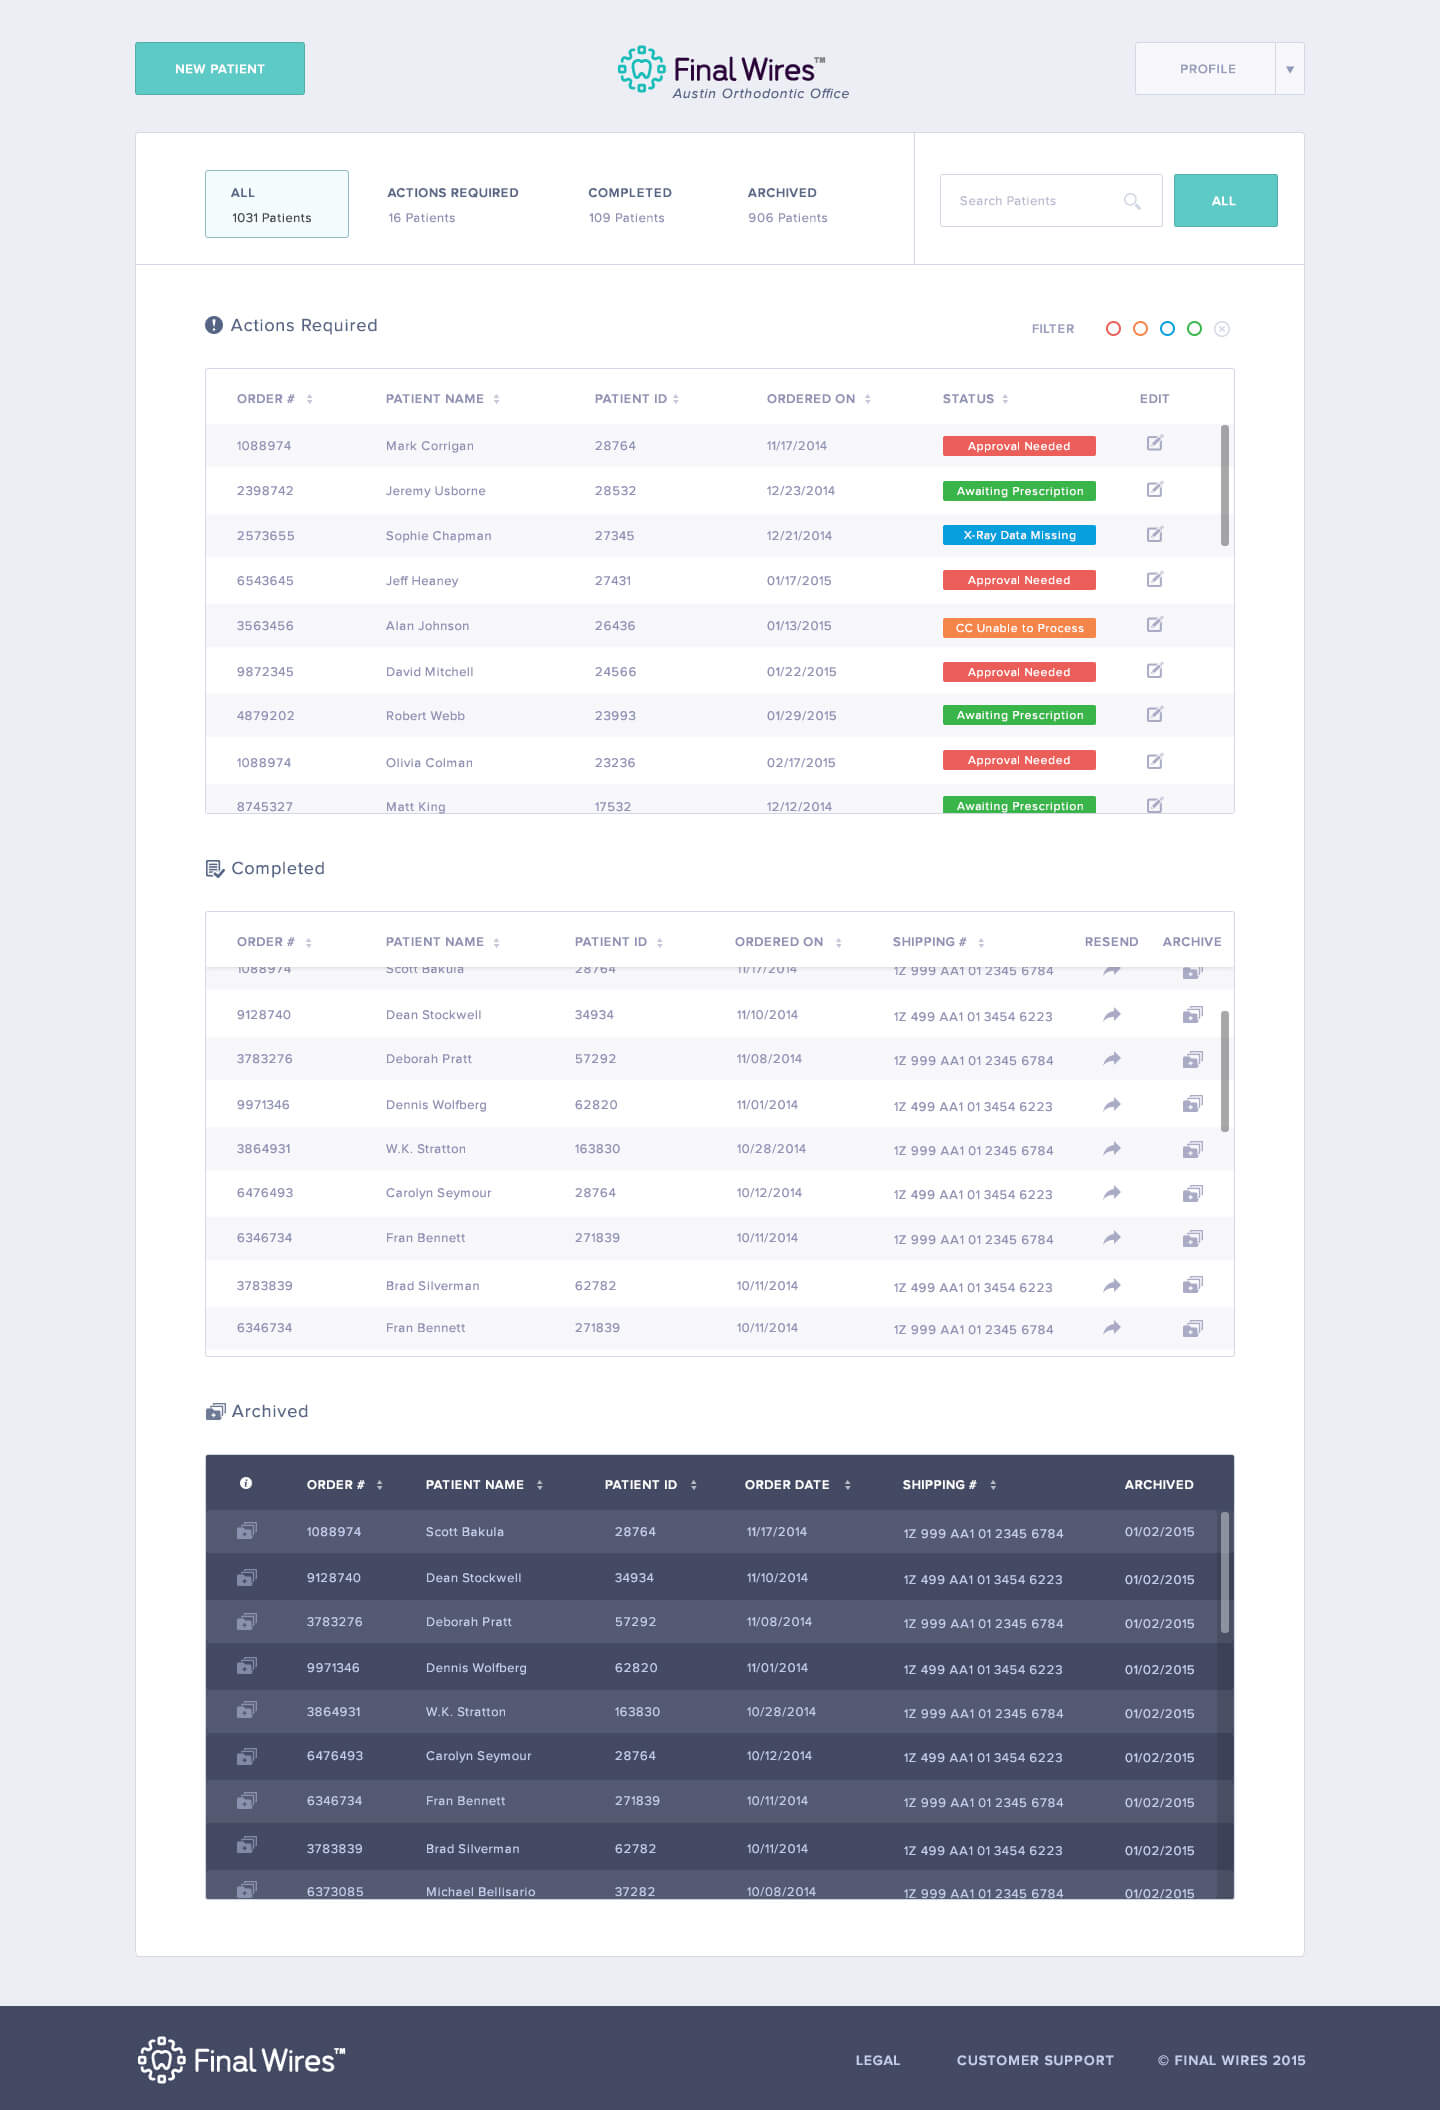 NEW PATIENT
Final Wires™
Austin Orthodontic Office
PROFILE
ALL
1031 Patients
ACTIONS REQUIRED
16 Patients
COMPLETED
109 Patients
ARCHIVED
906 Patients
Search Patients
ALL
Actions Required
FILTER
ORDER # PATIENT NAME PATIENT ID ORDERED ON STATUS EDIT
1088974 Mark Corrigan 28764 11/17/2014 Approval Needed
2398742 Jeremy Usborne 28532 12/23/2014 Awaiting Prescription
2573655 Sophie Chapman 27345 12/21/2014 X-Ray Data Missing
6543645 Jeff Heaney 27431 01/17/2015 Approval Needed
3563456 Alan Johnson 26436 01/13/2015 CC Unable to Process
9872345 David Mitchell 24566 01/22/2015 Approval Needed
4879202 Robert Webb 23993 01/29/2015 Awaiting Prescription
1088974 Olivia Colman 23236 02/17/2015 Approval Needed
8745327 Matt King 17532 12/12/2014 Awaiting Prescription
Completed
ORDER # PATIENT NAME PATIENT ID ORDERED ON SHIPPING # RESEND ARCHIVE
1088974 Scott Bakula 28764 11/17/2014 1Z 999 AA1 01 2345 6784
9128740 Dean Stockwell 34934 11/10/2014 1Z 499 AA1 01 3454 6223
3783276 Deborah Pratt 57292 11/08/2014 1Z 999 AA1 01 2345 6784
9971346 Dennis Wolfberg 62820 11/01/2014 1Z 499 AA1 01 3454 6223
3864931 W.K. Stratton 163830 10/28/2014 1Z 999 AA1 01 2345 6784
6476493 Carolyn Seymour 28764 10/12/2014 1Z 499 AA1 01 3454 6223
6346734 Fran Bennett 271839 10/11/2014 1Z 999 AA1 01 2345 6784
3783839 Brad Silverman 62782 10/11/2014 1Z 499 AA1 01 3454 6223
6346734 Fran Bennett 271839 10/11/2014 1Z 999 AA1 01 2345 6784
Archived
ORDER # PATIENT NAME PATIENT ID ORDER DATE SHIPPING # ARCHIVED
1088974 Scott Bakula 28764 11/17/2014 1Z 999 AA1 01 2345 6784 01/02/2015
9128740 Dean Stockwell 34934 11/10/2014 1Z 499 AA1 01 3454 6223 01/02/2015
3783276 Deborah Pratt 57292 11/08/2014 1Z 999 AA1 01 2345 6784 01/02/2015
9971346 Dennis Wolfberg 62820 11/01/2014 1Z 499 AA1 01 3454 6223 01/02/2015
3864931 W.K. Stratton 163830 10/28/2014 1Z 999 AA1 01 2345 6784 01/02/2015
6476493 Carolyn Seymour 28764 10/12/2014 1Z 499 AA1 01 3454 6223 01/02/2015
6346734 Fran Bennett 271839 10/11/2014 1Z 999 AA1 01 2345 6784 01/02/2015
3783839 Brad Silverman 62782 10/11/2014 1Z 499 AA1 01 3454 6223 01/02/2015
6373085 Michael Bellisario 37282 10/08/2014 1Z 999 AA1 01 2345 6784 01/02/2015
Final Wires™
LEGAL
CUSTOMER SUPPORT
© FINAL WIRES 2015